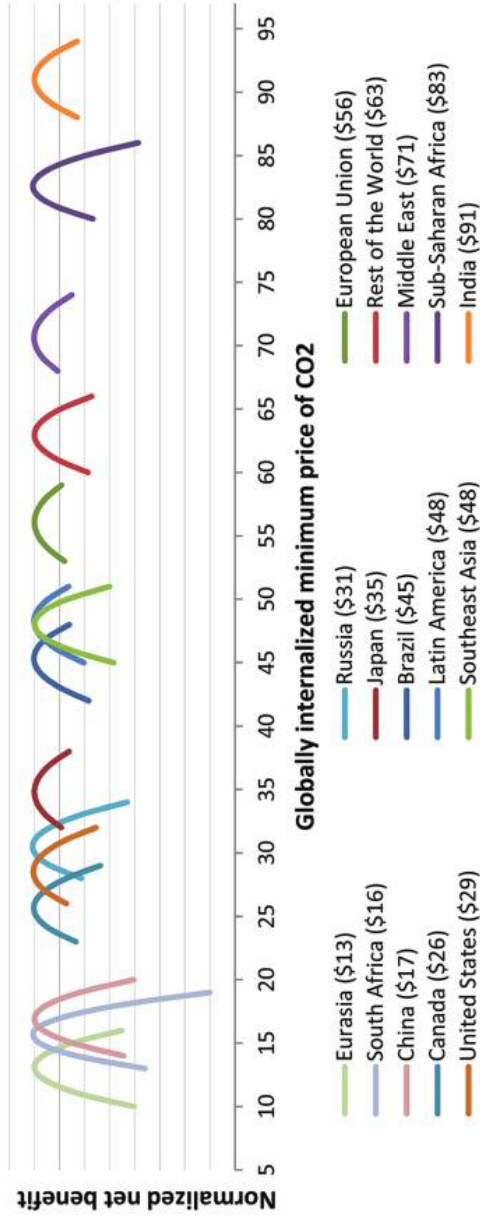 Normalized net benefit
5 10 15 20 25 30 35 40 45 50 55 60 65 70 75 80 85 90 95
Globally internalized minimum price of CO2
Eurasia ($13)
South Africa ($16)
China ($17)
Canada ($26)
United States ($29)
Russia ($31)
Japan ($35)
Brazil ($45)
Latin America ($48)
Southeast Asia ($48)
European Union ($56)
Rest of the World ($63)
Middle East ($71)
Sub-Saharan Africa ($83)
India ($91)